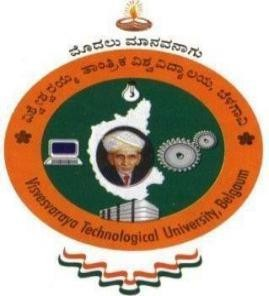 ಮೊದಲು ಮಾನವನಾಗು
ವಿಶ್ವೇಶ್ವರಯ್ಯ ತಾಂತ್ರಿಕ ವಿಶ್ವವಿದ್ಯಾಲಯ, ಬೆಳಗಾವಿ
Visvesvaraya Technological University, Belgaum